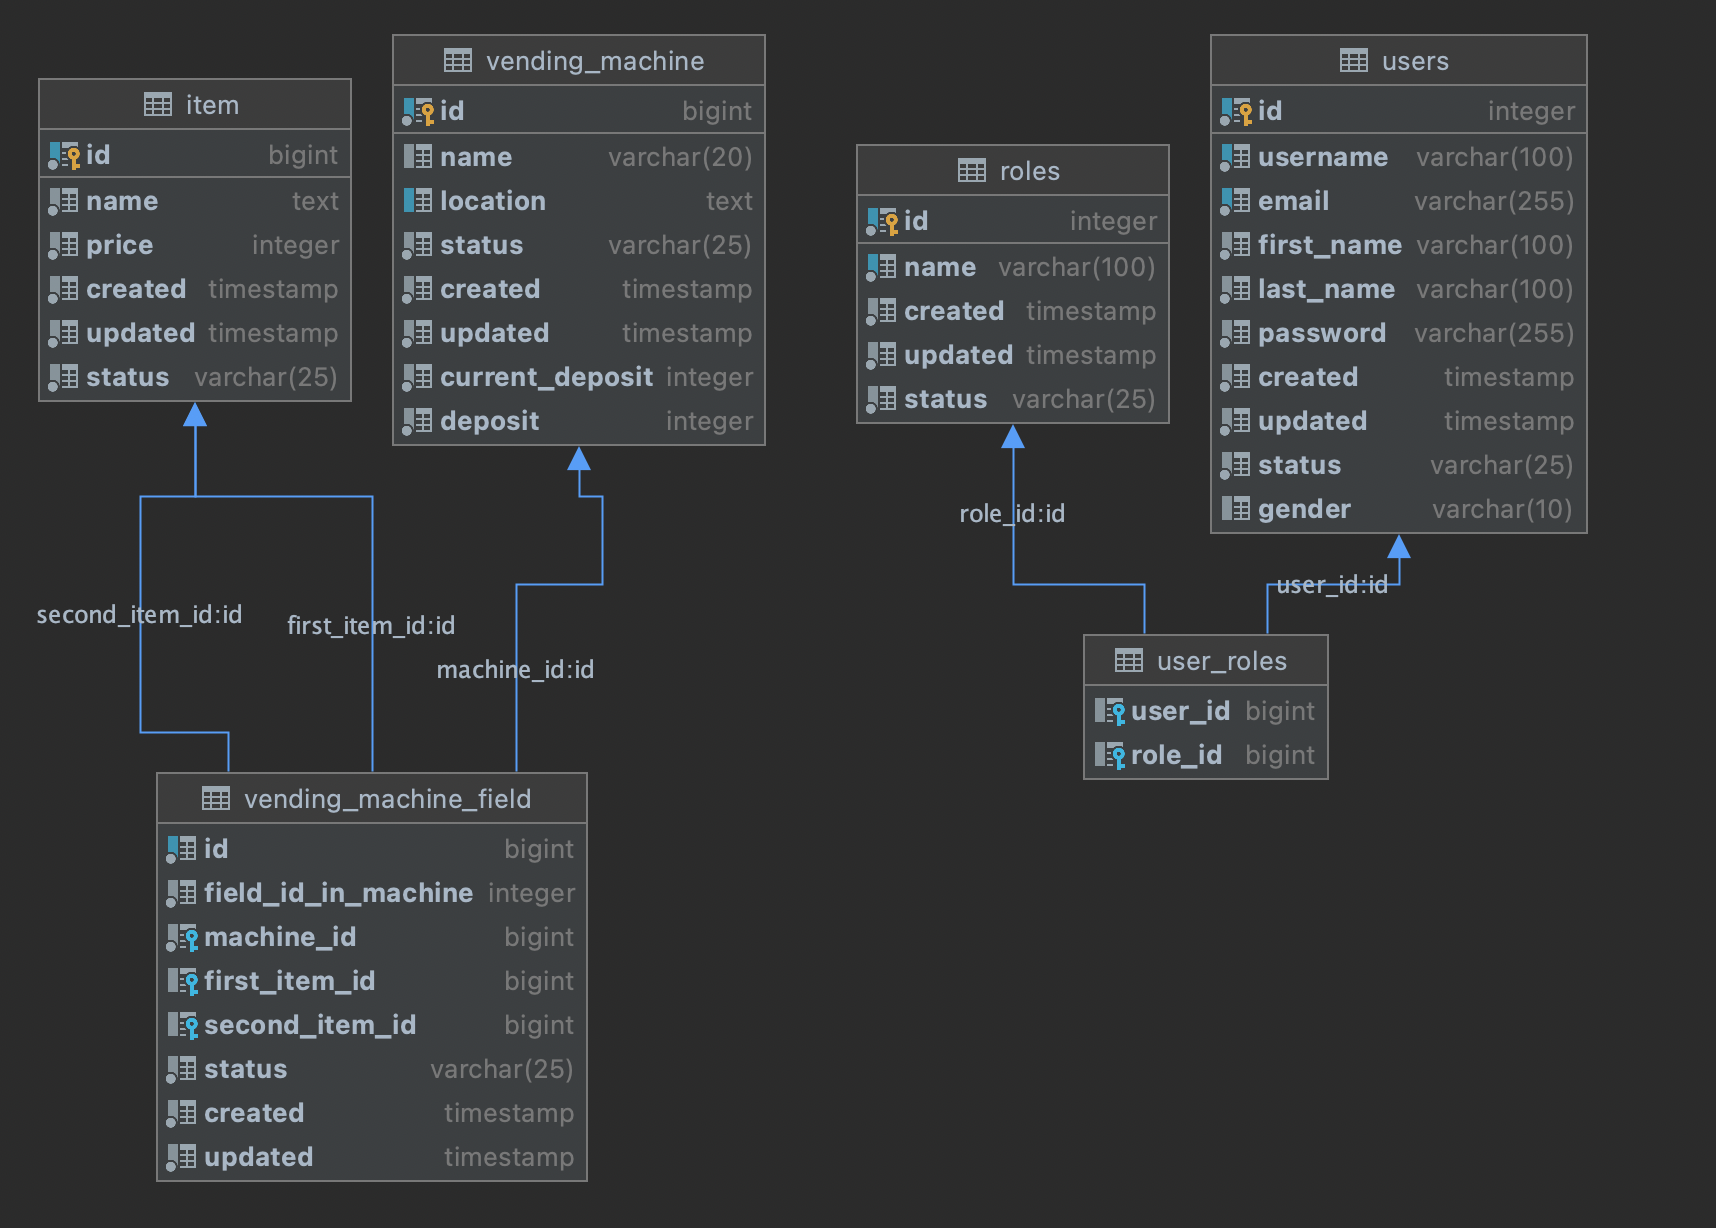 item
id bigint
name text
price integer
created timestamp
updated timestamp
status varchar(25)
vending_machine
id bigint
name varchar(20)
location text
status varchar(25)
created timestamp
updated timestamp
current_deposit integer
deposit integer
roles
id integer
name varchar(100)
created timestamp
updated timestamp
status varchar(25)
users
id integer
username varchar(100)
email varchar(255)
first_name varchar(100)
last_name varchar(100)
password varchar(255)
created timestamp
updated timestamp
status varchar(25)
gender varchar(10)
second_item_id:id
first_item_id:id
machine_id:id
role_id:id
user_id:id
user_roles
user_id bigint
role_id bigint
vending_machine_field
id bigint
field_id_in_machine integer
machine_id bigint
first_item_id bigint
second_item_id bigint
status varchar(25)
created timestamp
updated timestamp